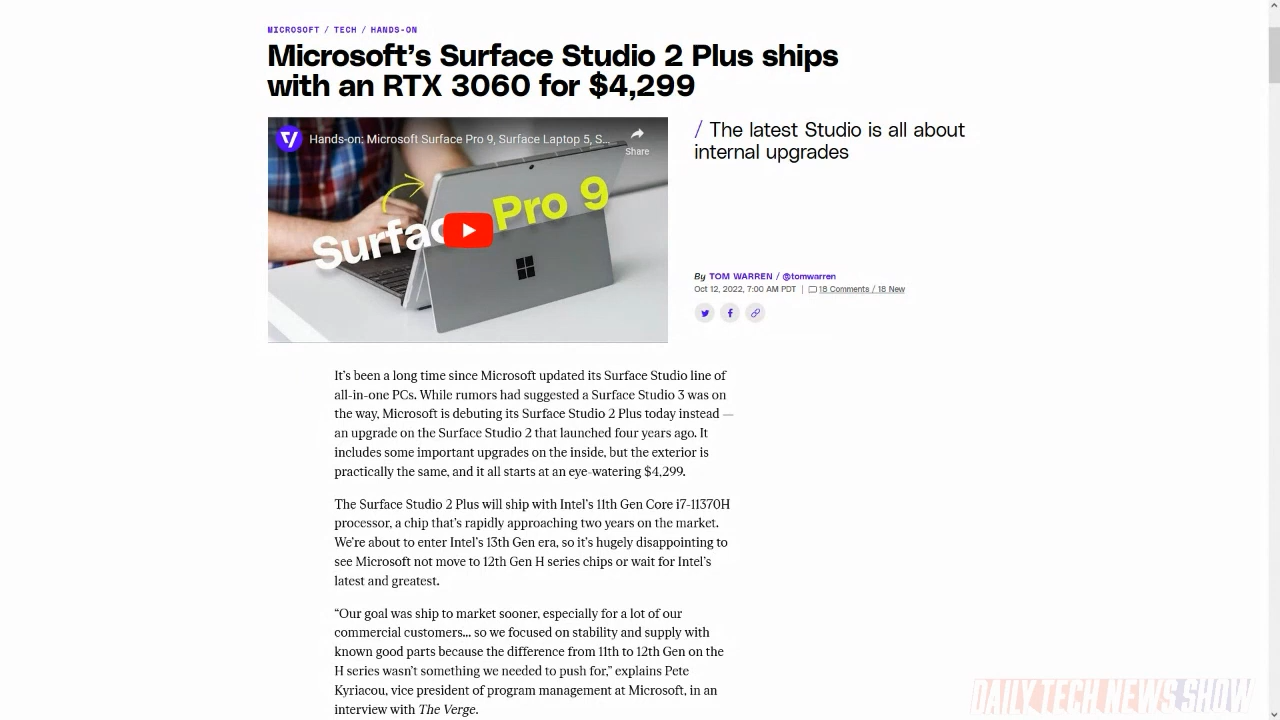 MICROSOFT / TECH / HANDS-ON
Microsoft's Surface Studio 2 Plus ships
with an RTX 3060 for $4,299
Hands-on: Microsoft Surface Pro 9, Surface Laptop 5, S...
Share
Surfac Pro 9
/ The latest Studio is all about
internal upgrades
By TOM WARREN / @tomwarren
Oct 12, 2022, 7:00 AM PDT | 18 Comments / 18 New
It's been a long time since Microsoft updated its Surface Studio line of
all-in-one PCs. While rumors had suggested a Surface Studio 3 was on
the way, Microsoft is debuting its Surface Studio 2 Plus today instead —
an upgrade on the Surface Studio 2 that launched four years ago. It
includes some important upgrades on the inside, but the exterior is
practically the same, and it all starts at an eye-watering $4,299.
The Surface Studio 2 Plus will ship with Intel's 11th Gen Core i7-11370H
processor, a chip that's rapidly approaching two years on the market.
We're about to enter Intel's 13th Gen era, so it's hugely disappointing to
see Microsoft not move to 12th Gen H series chips or wait for Intel's
latest and greatest.
“Our goal was ship to market sooner, especially for a lot of our
commercial customers... so we focused on stability and supply with
known good parts because the difference from 11th to 12th Gen on the
H series wasn't something we needed to push for,” explains Pete
Kyriacou, vice president of program management at Microsoft, in an
interview with The Verge.
DAILY TECH NEWS SHOW